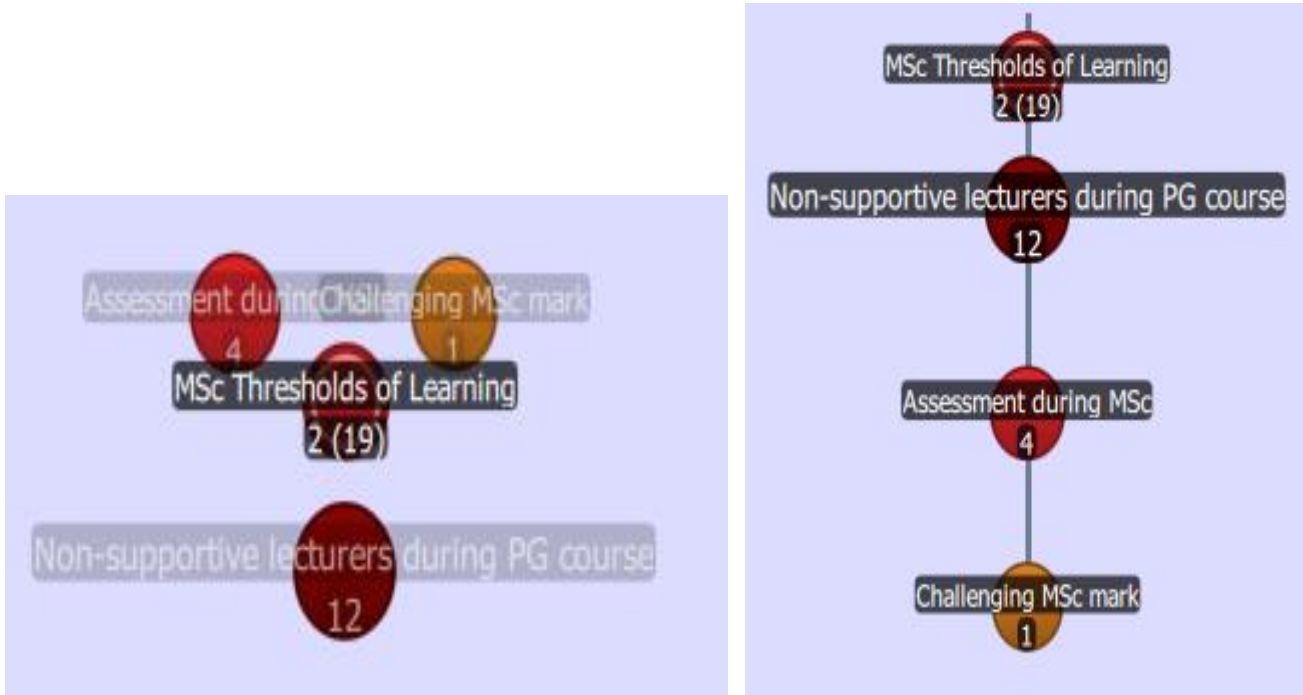 Assessment during
Challenging MSc mark
4
1
MSc Thresholds of Learning
2 (19)
Non-supportive lecturers during PG course
12
MSc Thresholds of Learning
2 (19)
Non-supportive lecturers during PG course
12
Assessment during MSc
4
Challenging MSc mark
1